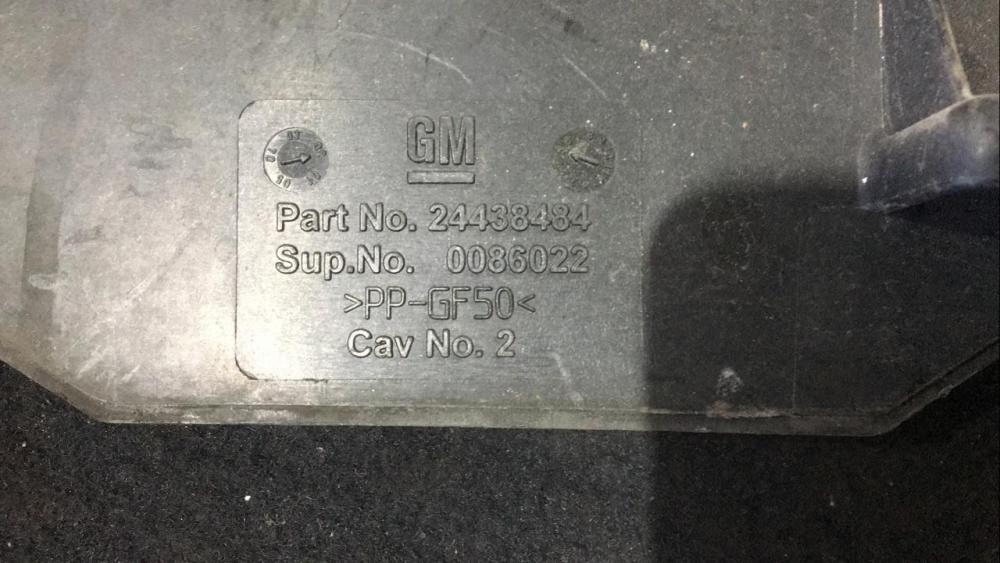 GM
Part No. 24438484
Sup.No. 0086022
>PP-GF50<
Cav No. 2